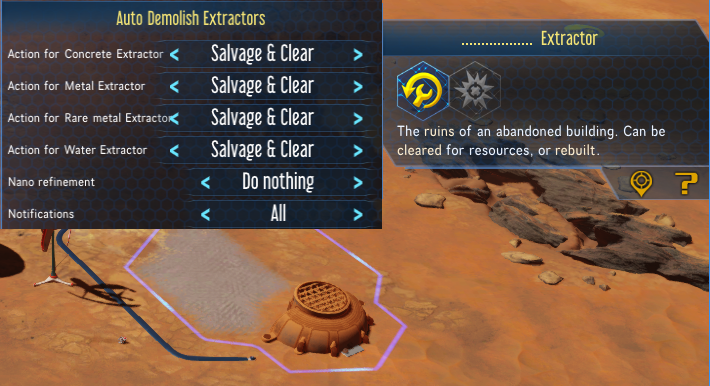 Auto Demolish Extractors
Action for Concrete Extractor < Salvage & Clear >
Action for Metal Extractor < Salvage & Clear >
Action for Rare metal Extractor < Salvage & Clear >
Action for Water Extractor < Salvage & Clear >
Nano refinement < Do nothing >
Notifications < All >
.................. Extractor
The ruins of an abandoned building. Can be
cleared for resources, or rebuilt.
?